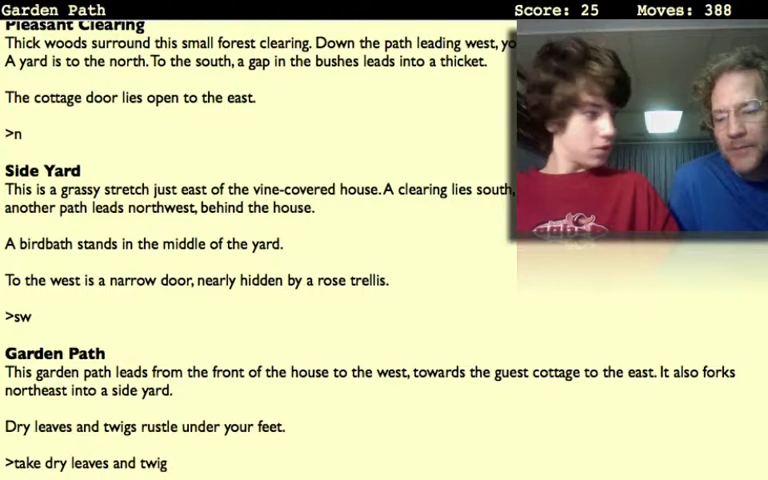 Garden Path Score: 25 Moves: 388
Pleasant Clearing
Thick woods surround this small forest clearing. Down the path leading west, yo
A yard is to the north. To the south, a gap in the bushes leads into a thicket.
The cottage door lies open to the east.
>n
Side Yard
This is a grassy stretch just east of the vine-covered house. A clearing lies south,
another path leads northwest, behind the house.
A birdbath stands in the middle of the yard.
To the west is a narrow door, nearly hidden by a rose trellis.
>sw
Garden Path
This garden path leads from the front of the house to the west, towards the guest cottage to the east. It also forks
northeast into a side yard.
Dry leaves and twigs rustle under your feet.
>take dry leaves and twig